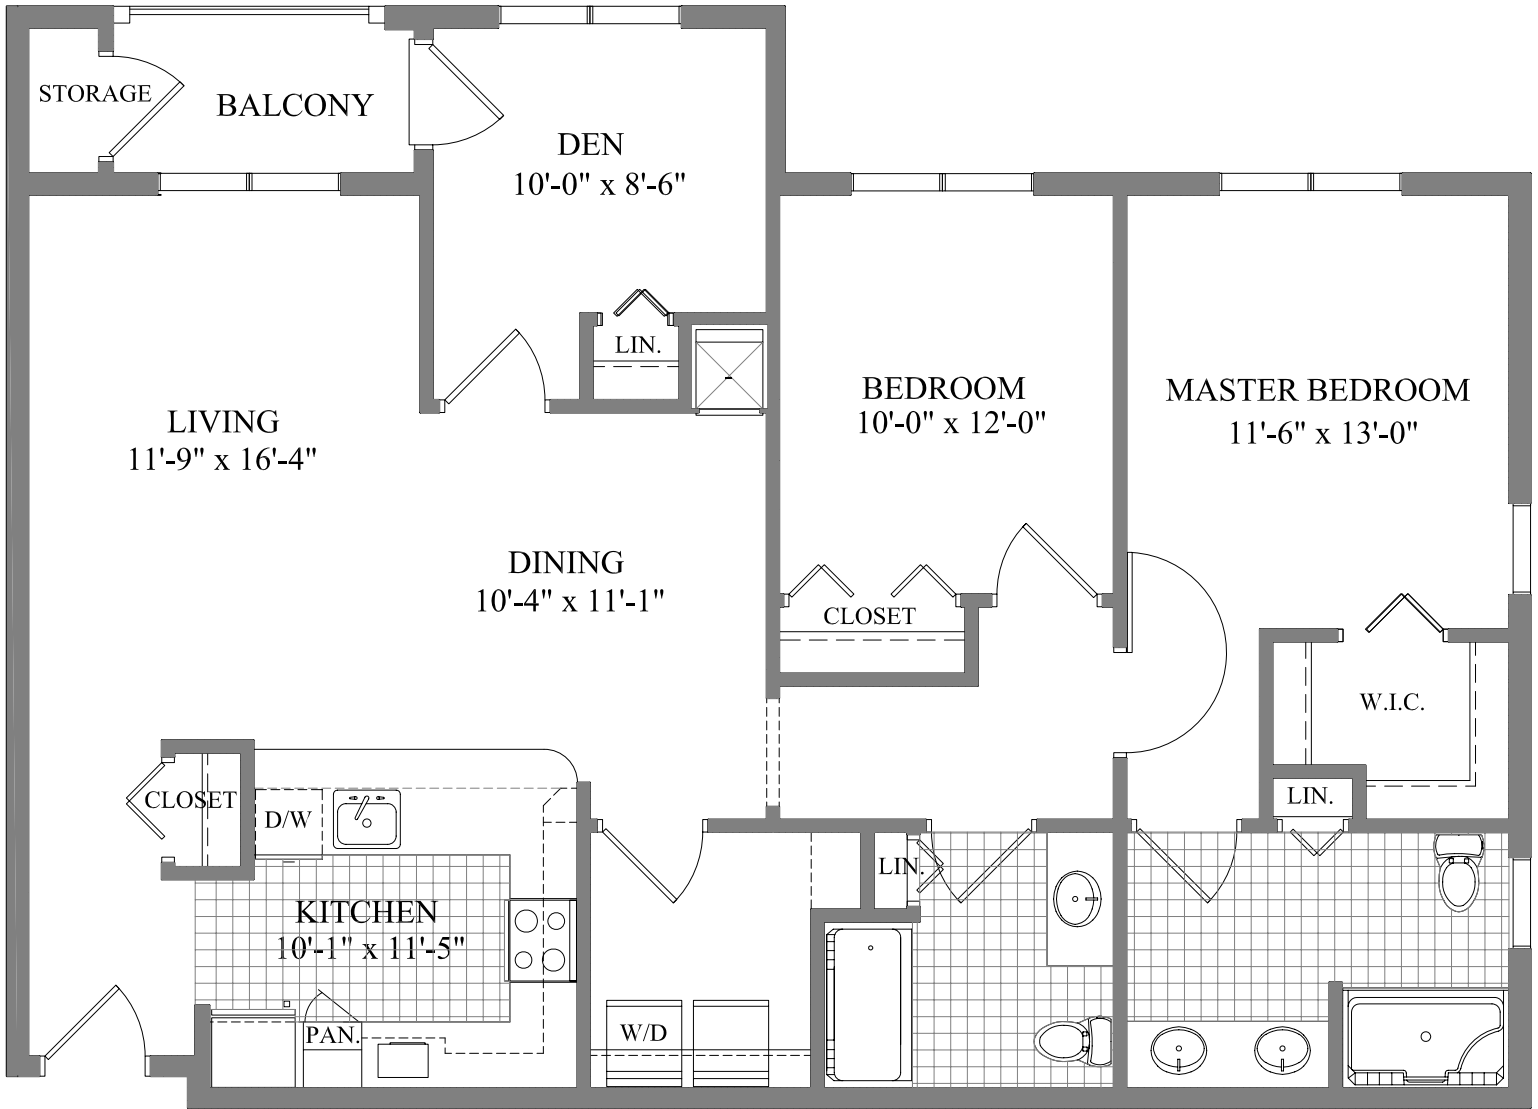 STORAGE
BALCONY
DEN
10'-0" x 8'-6"
LIN.
LIVING
11'-9" x 16'-4"
BEDROOM
10'-0" x 12'-0"
MASTER BEDROOM
11'-6" x 13'-0"
DINING
10'-4" x 11'-1"
CLOSET
W.I.C.
CLOSET
D/W
LIN.
LIN.
KITCHEN
10'-1" x 11'-5"
PAN.
W/D